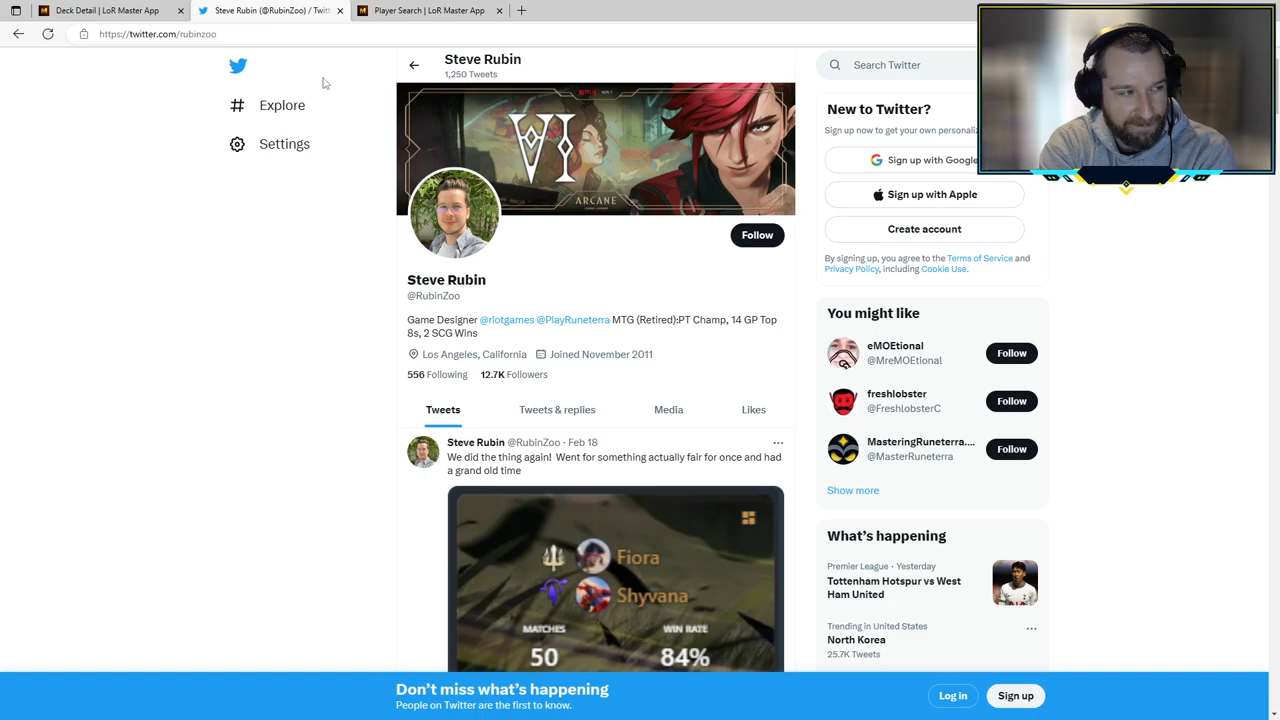 Deck Detail | LoR Master App
Steve Rubin (@RubinZoo) / Twitt
Player Search | LoR Master App
https://twitter.com/rubinzoo
Explore
Settings
Steve Rubin
1,250 Tweets
NETFLIX NOV 7
VI
ARCANE
Follow
Steve Rubin
@RubinZoo
Game Designer @riotgames @PlayRuneterra MTG (Retired):PT Champ, 14 GP Top
8s, 2 SCG Wins
Los Angeles, California Joined November 2011
556 Following 12.7K Followers
Tweets
Tweets & replies
Media
Likes
Steve Rubin @RubinZoo · Feb 18
We did the thing again! Went for something actually fair for once and had
a grand old time
Fiora
Shyvana
MATCHES
WIN RATE
50
84%
Search Twitter
New to Twitter?
Sign up now to get your own personaliz
Sign up with Google
Sign up with Apple
Create account
By signing up, you agree to the Terms of Service and
Privacy Policy, including Cookie Use.
You might like
eMOEtional
@MreMOEtional
Follow
freshlobster
@FreshlobsterC
Follow
MasteringRuneterra....
@MasterRuneterra
Follow
Show more
What's happening
Premier League · Yesterday
Tottenham Hotspur vs West
Ham United
Trending in United States
North Korea
25.7K Tweets
Don't miss what's happening
People on Twitter are the first to know.
Log in
Sign up